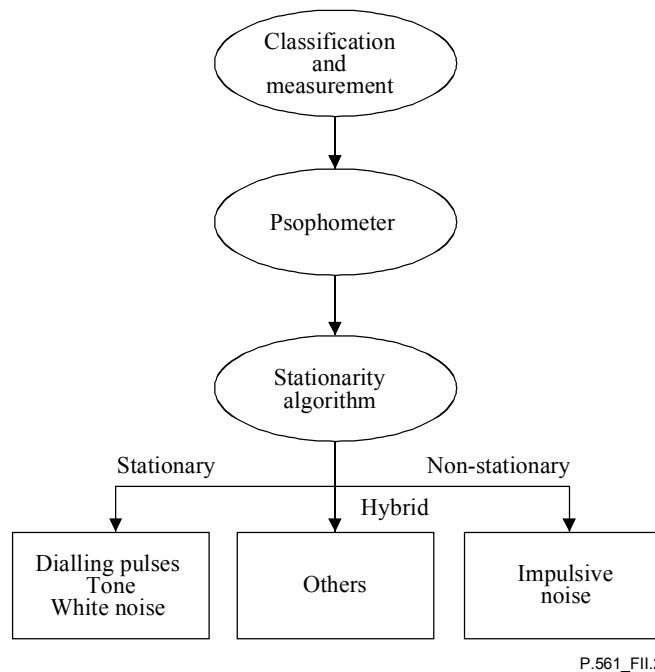 Classification
and
measurement
Psophometer
Stationarity
algorithm
Stationary
Non-stationary
Hybrid
Dialling pulses
Tone
White noise
Others
Impulsive
noise